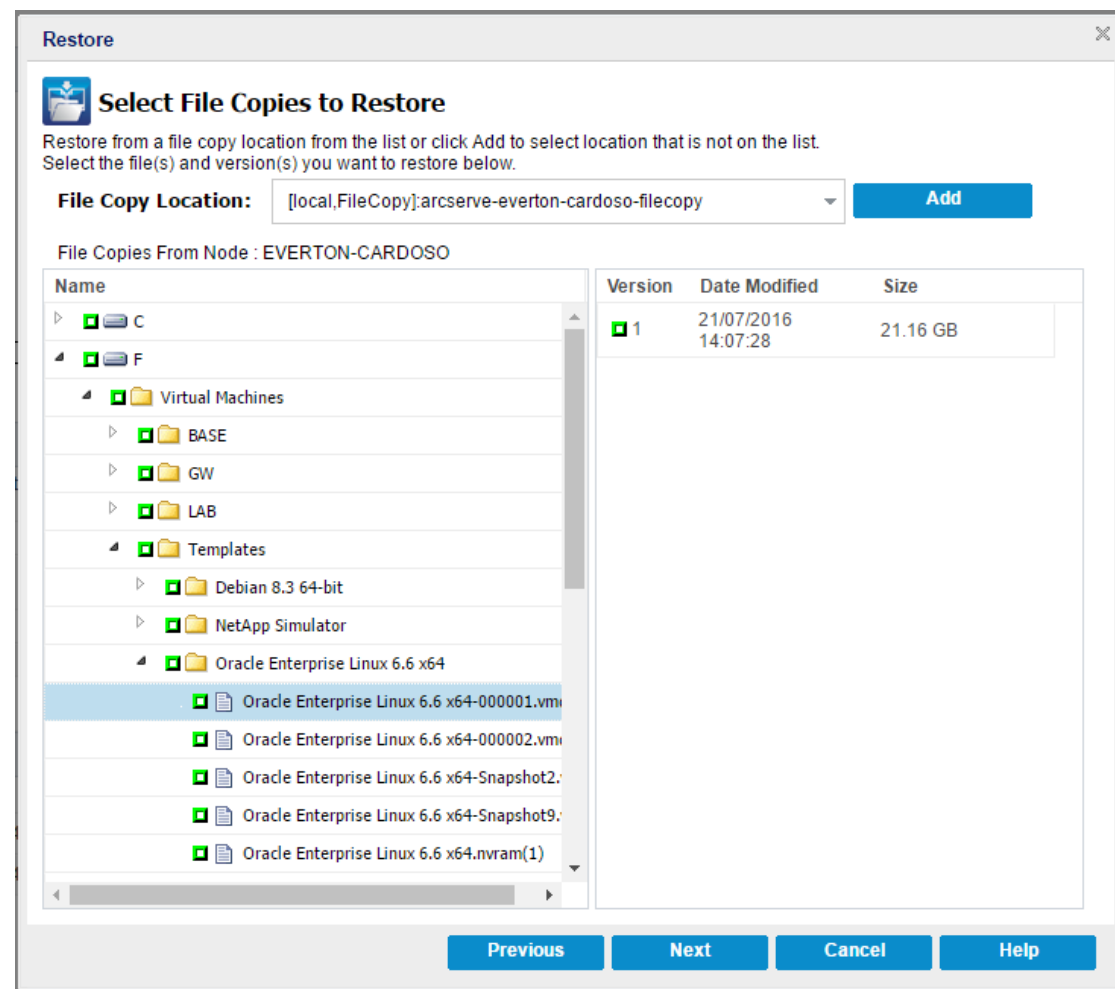 Restore
Select File Copies to Restore
Restore from a file copy location from the list or click Add to select location that is not on the list.
Select the file(s) and version(s) you want to restore below.
File Copy Location: [local,FileCopy]:arcserve-everton-cardoso-filecopy Add
File Copies From Node : EVERTON-CARDOSO
Name Version Date Modified Size
C
1 21/07/2016 14:07:28 21.16 GB
F
Virtual Machines
BASE
GW
LAB
Templates
Debian 8.3 64-bit
NetApp Simulator
Oracle Enterprise Linux 6.6 x64
Oracle Enterprise Linux 6.6 x64-000001.vm
Oracle Enterprise Linux 6.6 x64-000002.vm
Oracle Enterprise Linux 6.6 x64-Snapshot2.
Oracle Enterprise Linux 6.6 x64-Snapshot9.
Oracle Enterprise Linux 6.6 x64.nvram(1)
Previous Next Cancel Help